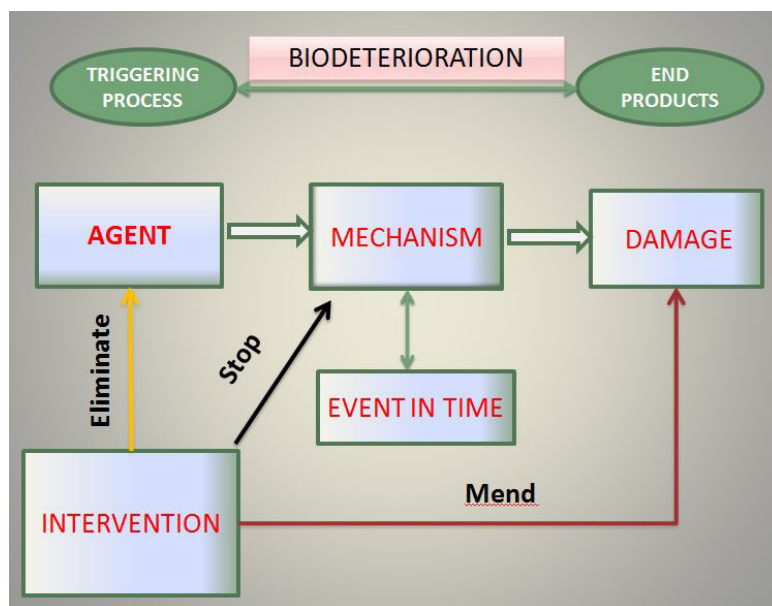 BIODETERIORATION
TRIGGERING
PROCESS
END
PRODUCTS
AGENT
MECHANISM
DAMAGE
Eliminate
Stop
EVENT IN TIME
INTERVENTION
Mend